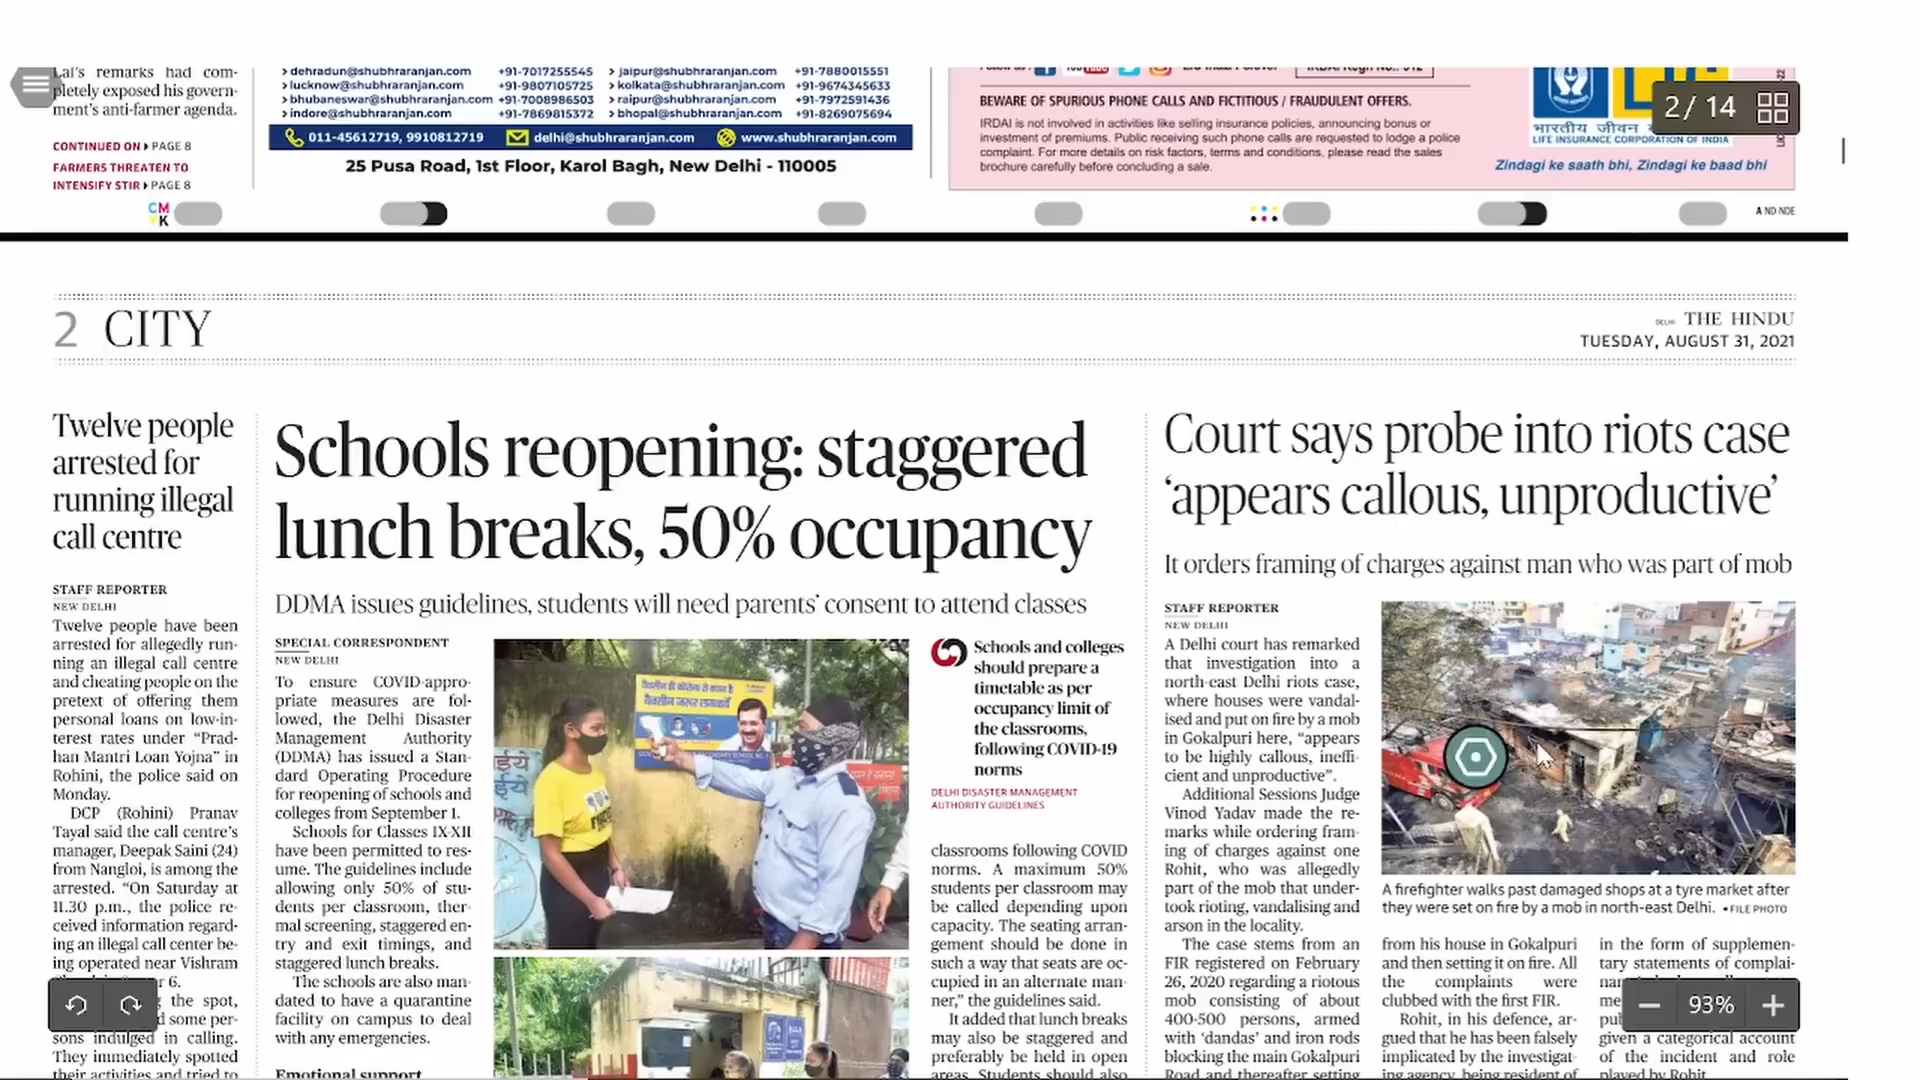 Lal's remarks had com-
pletely exposed his govern-
ment's anti-farmer agenda.
CONTINUED ON PAGE 8
FARMERS THREATEN TO
INTENSIFY STIR PAGE 8
dehradun@shubhraranjan.com +91-7017255545 jaipur@shubhraranjan.com +91-7880015551
lucknow@shubhraranjan.com +91-9807105725 kolkata@shubhraranjan.com +91-9674345633
bhubaneswar@shubhraranjan.com +91-7008986503 raipur@shubhraranjan.com +91-7972591436
indore@shubhraranjan.com +91-7869815372 bhopal@shubhraranjan.com +91-8269075694
011-45612719, 9910812719 delhi@shubhraranjan.com www.shubhraranjan.com
25 Pusa Road, 1st Floor, Karol Bagh, New Delhi - 110005
BEWARE OF SPURIOUS PHONE CALLS AND FICTITIOUS / FRAUDULENT OFFERS.
IRDAI is not involved in activities like selling insurance policies, announcing bonus or
investment of premiums. Public receiving such phone calls are requested to lodge a police
complaint. For more details on risk factors, terms and conditions, please read the sales
brochure carefully before concluding a sale.
भारतीय जीवन
LIFE INSURANCE CORPORATION OF INDIA
Zindagi ke saath bhi, Zindagi ke baad bhi
2 / 14
CM
YK
A ND NDE
2 CITY
DELHI THE HINDU
TUESDAY, AUGUST 31, 2021
Twelve people
arrested for
running illegal
call centre
STAFF REPORTER
NEW DELHI
Twelve people have been
arrested for allegedly run-
ning an illegal call centre
and cheating people on the
pretext of offering them
personal loans on low-in-
terest rates under “Prad-
han Mantri Loan Yojna” in
Rohini, the police said on
Monday.
DCP (Rohini) Pranav
Tayal said the call centre's
manager, Deepak Saini (24)
from Nangloi, is among the
arrested. “On Saturday at
11.30 p.m., the police re-
ceived information regard-
ing an illegal call center be-
ing operated near Vishram
6.
the spot,
some per-
sons indulged in calling.
They immediately spotted
their activities and tried to
Schools reopening: staggered
lunch breaks, 50% occupancy
DDMA issues guidelines, students will need parents' consent to attend classes
SPECIAL CORRESPONDENT
NEW DELHI
To ensure COVID-appro-
priate measures are fol-
lowed, the Delhi Disaster
Management Authority
(DDMA) has issued a Stan-
dard Operating Procedure
for reopening of schools and
colleges from September 1.
Schools for Classes IX-XII
have been permitted to res-
ume. The guidelines include
allowing only 50% of stu-
dents per classroom, ther-
mal screening, staggered en-
try and exit timings, and
staggered lunch breaks.
The schools are also man-
dated to have a quarantine
facility on campus to deal
with any emergencies.
Emotional support
Schools and colleges
should prepare a
timetable as per
occupancy limit of
the classrooms,
following COVID-19
norms
DELHI DISASTER MANAGEMENT
AUTHORITY GUIDELINES
classrooms following COVID
norms. A maximum 50%
students per classroom may
be called depending upon
capacity. The seating arran-
gement should be done in
such a way that seats are oc-
cupied in an alternate man-
ner,” the guidelines said.
It added that lunch breaks
may also be staggered and
preferably be held in open
areas. Students should also
Court says probe into riots case
‘appears callous, unproductive’
It orders framing of charges against man who was part of mob
STAFF REPORTER
NEW DELHI
A Delhi court has remarked
that investigation into a
north-east Delhi riots case,
where houses were vandal-
ised and put on fire by a mob
in Gokalpuri here, “appears
to be highly callous, ineffi-
cient and unproductive”.
Additional Sessions Judge
Vinod Yadav made the re-
marks while ordering fram-
ing of charges against one
Rohit, who was allegedly
part of the mob that under-
took rioting, vandalising and
arson in the locality.
The case stems from an
FIR registered on February
26, 2020 regarding a riotous
mob consisting of about
400-500 persons, armed
with ‘dandas’ and iron rods
blocking the main Gokalpuri
Road and thereafter setting
A firefighter walks past damaged shops at a tyre market after
they were set on fire by a mob in north-east Delhi. • FILE PHOTO
from his house in Gokalpuri
and then setting it on fire. All
the complaints were
clubbed with the first FIR.
Rohit, in his defence, ar-
gued that he has been falsely
implicated by the investigat-
ing agency, being resident of
in the form of supplemen-
tary statements of complai-
given a categorical account
of the incident and role
played by Rohit
93%